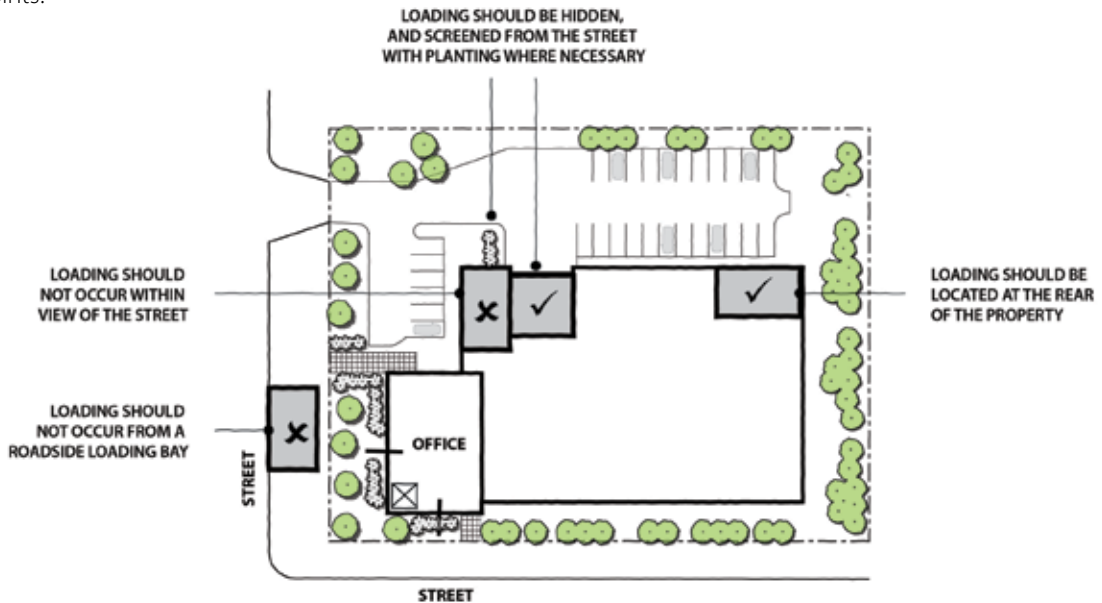 LOADING SHOULD BE HIDDEN,
AND SCREENED FROM THE STREET
WITH PLANTING WHERE NECESSARY
LOADING SHOULD
NOT OCCUR WITHIN
VIEW OF THE STREET
LOADING SHOULD BE
LOCATED AT THE REAR
OF THE PROPERTY
LOADING SHOULD
NOT OCCUR FROM A
ROADSIDE LOADING BAY
OFFICE
STREET
STREET